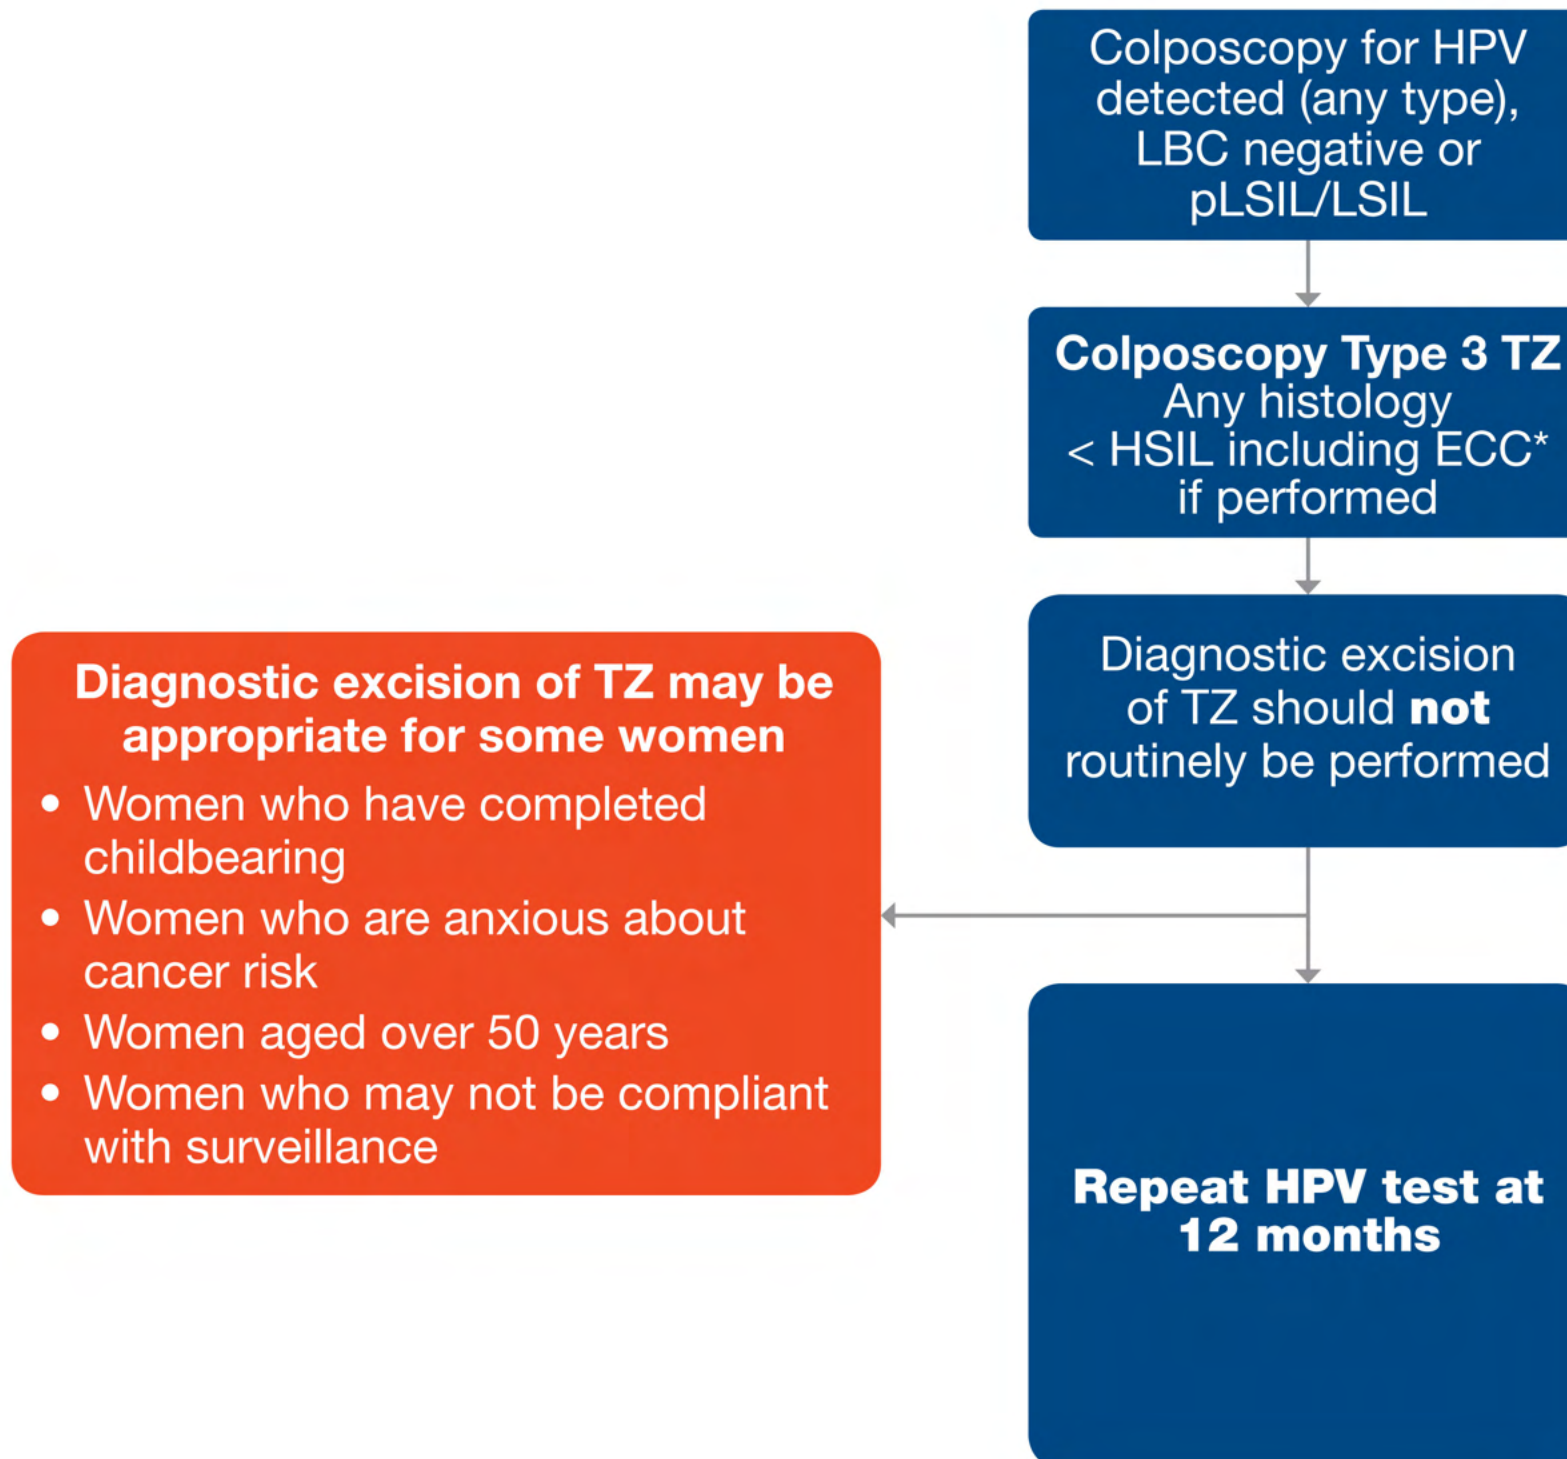 Colposcopy for HPV
detected (any type),
LBC negative or
pLSIL/LSIL
Colposcopy Type 3 TZ
Any histology
< HSIL including ECC*
if performed
Diagnostic excision
of TZ should not
routinely be performed
Diagnostic excision of TZ may be
appropriate for some women
• Women who have completed
childbearing
• Women who are anxious about
cancer risk
• Women aged over 50 years
• Women who may not be compliant
with surveillance
Repeat HPV test at
12 months